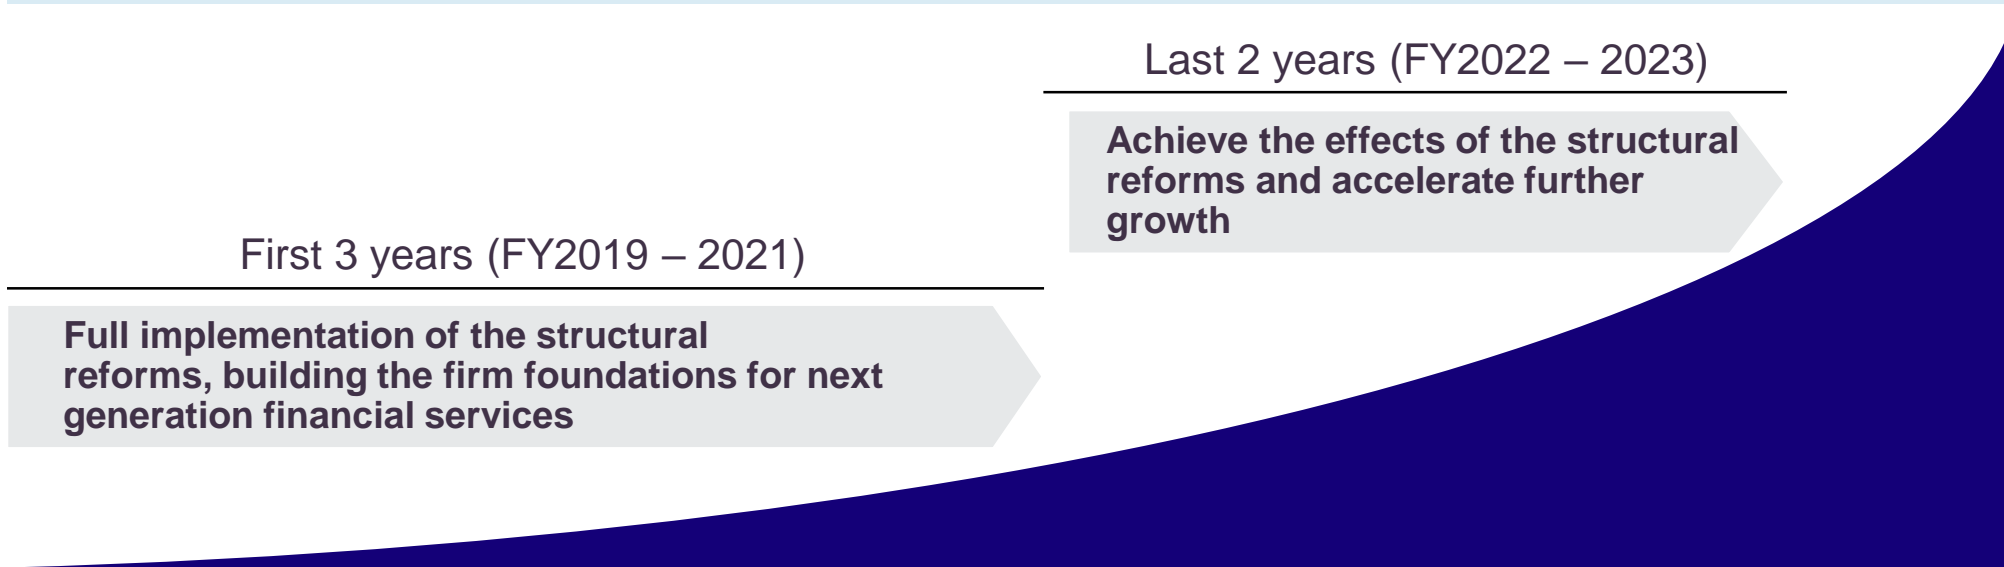 Last 2 years (FY2022 – 2023)
Achieve the effects of the structural
reforms and accelerate further
growth
First 3 years (FY2019 – 2021)
Full implementation of the structural
reforms, building the firm foundations for next
generation financial services